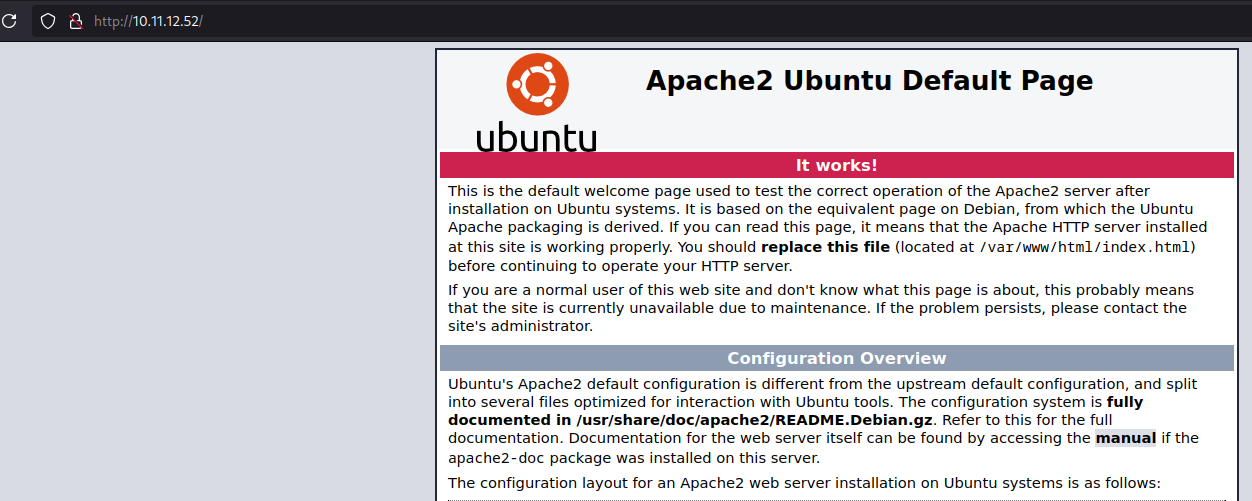 http://10.11.12.52/
Apache2 Ubuntu Default Page
ubuntu
It works!
This is the default welcome page used to test the correct operation of the Apache2 server after
installation on Ubuntu systems. It is based on the equivalent page on Debian, from which the Ubuntu
Apache packaging is derived. If you can read this page, it means that the Apache HTTP server installed
at this site is working properly. You should replace this file (located at /var/www/html/index.html)
before continuing to operate your HTTP server.
If you are a normal user of this web site and don't know what this page is about, this probably means
that the site is currently unavailable due to maintenance. If the problem persists, please contact the
site's administrator.
Configuration Overview
Ubuntu's Apache2 default configuration is different from the upstream default configuration, and split
into several files optimized for interaction with Ubuntu tools. The configuration system is fully
documented in /usr/share/doc/apache2/README.Debian.gz. Refer to this for the full
documentation. Documentation for the web server itself can be found by accessing the manual if the
apache2-doc package was installed on this server.
The configuration layout for an Apache2 web server installation on Ubuntu systems is as follows: